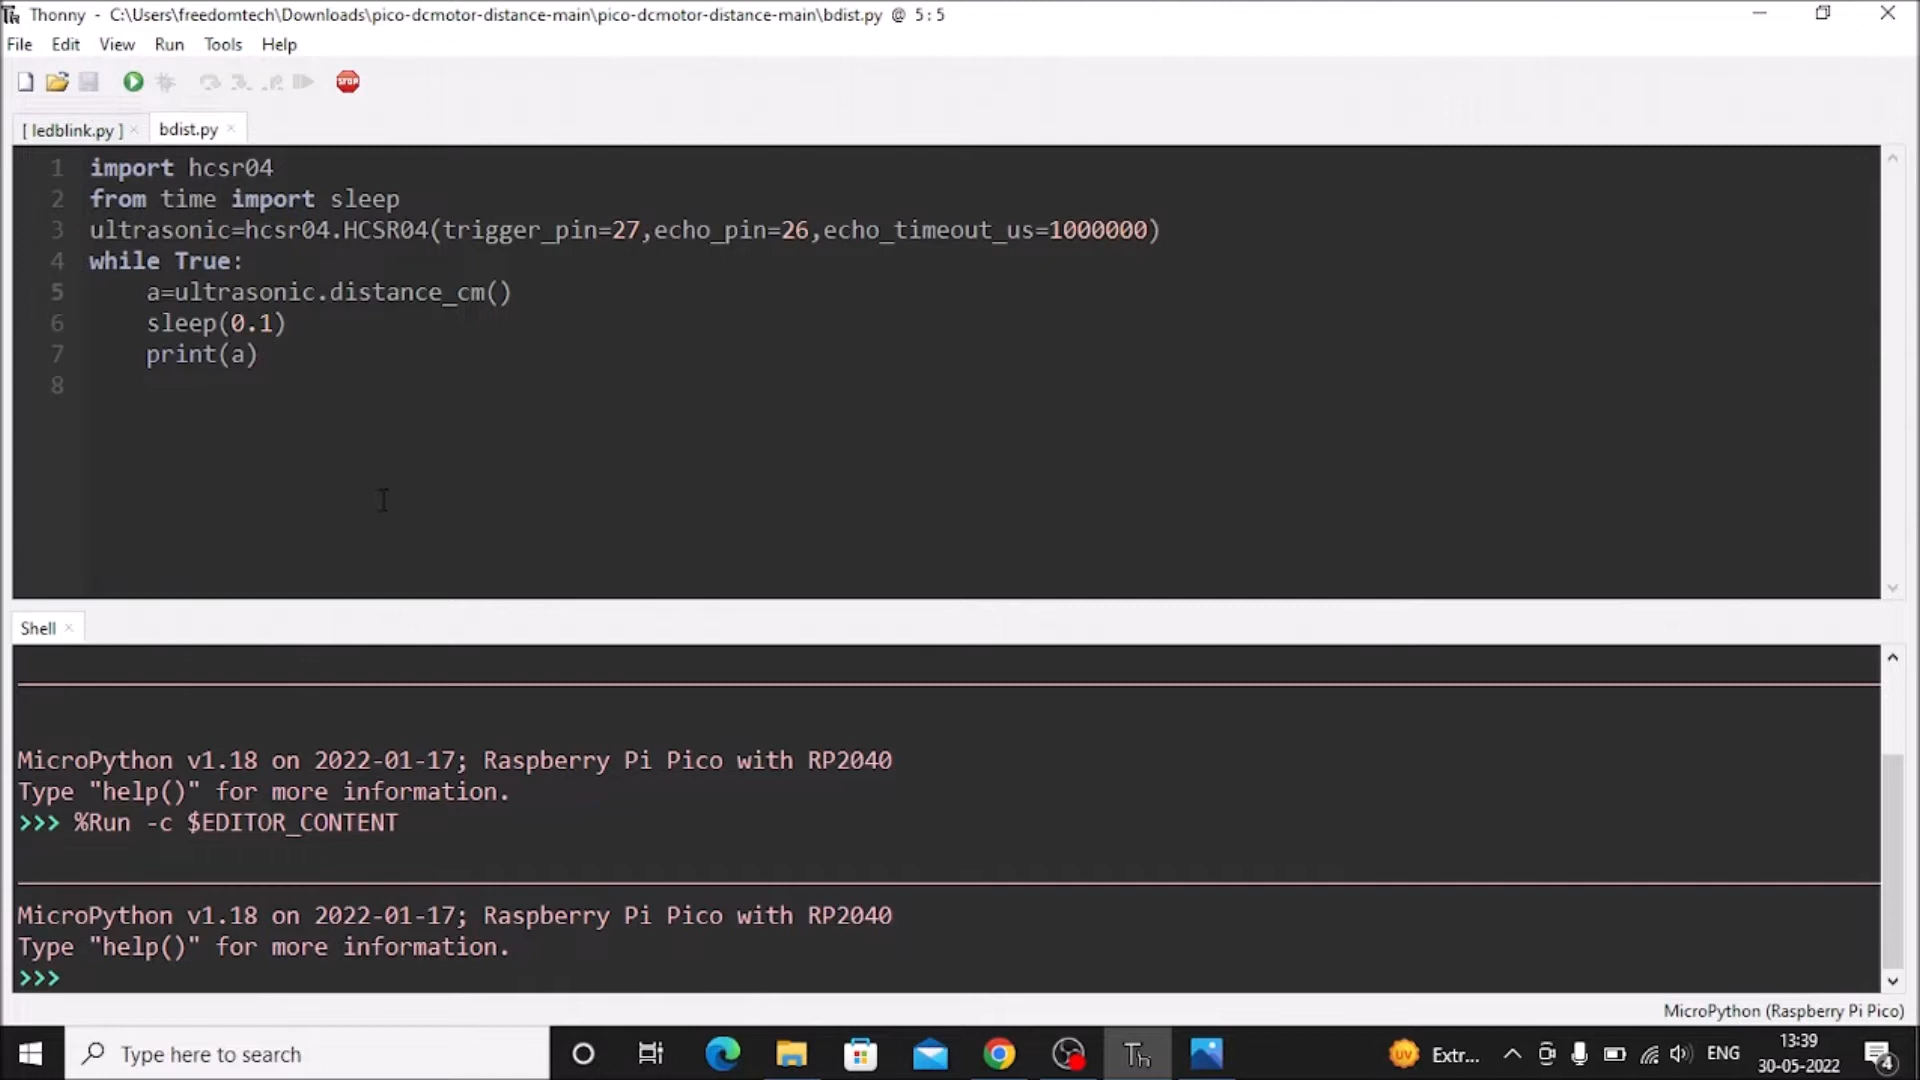 Thonny - C:\Users\freedomtech\Downloads\pico-dcmotor-distance-main\pico-dcmotor-distance-main\bdist.py @ 5:5
File Edit View Run Tools Help
STOP
[ ledblink.py ] × bdist.py ×
1 import hcsr04
2 from time import sleep
3 ultrasonic=hcsr04.HCSR04(trigger_pin=27,echo_pin=26,echo_timeout_us=1000000)
4 while True:
5     a=ultrasonic.distance_cm()
6     sleep(0.1)
7     print(a)
8
Shell ×
MicroPython v1.18 on 2022-01-17; Raspberry Pi Pico with RP2040
Type "help()" for more information.
>>> %Run -c $EDITOR_CONTENT
MicroPython v1.18 on 2022-01-17; Raspberry Pi Pico with RP2040
Type "help()" for more information.
>>>
MicroPython (Raspberry Pi Pico)
Type here to search
Th
UV Extr... ENG
13:39
30-05-2022
4